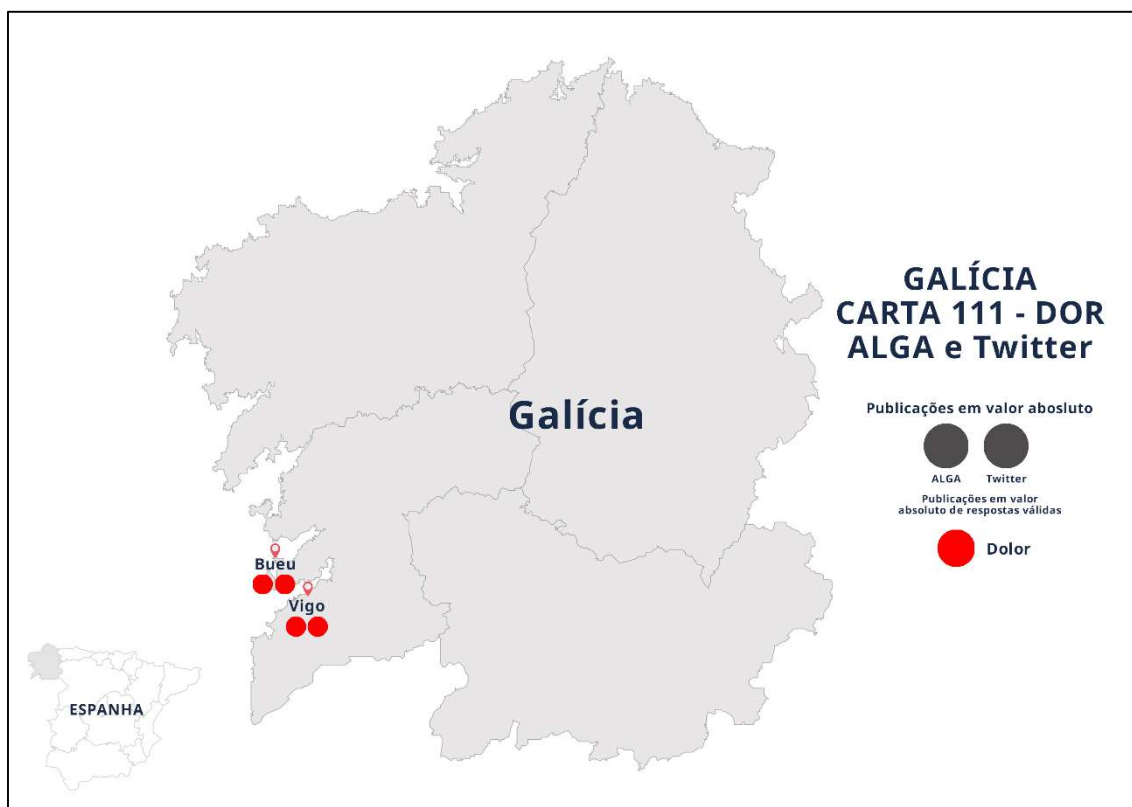 GALÍCIA
CARTA 111 - DOR
ALGA e Twitter
Galícia
Publicações em valor abosluto
ALGA Twitter
Publicações em valor
absoluto de respostas válidas
Dolor
Bueu
Vigo
ESPANHA